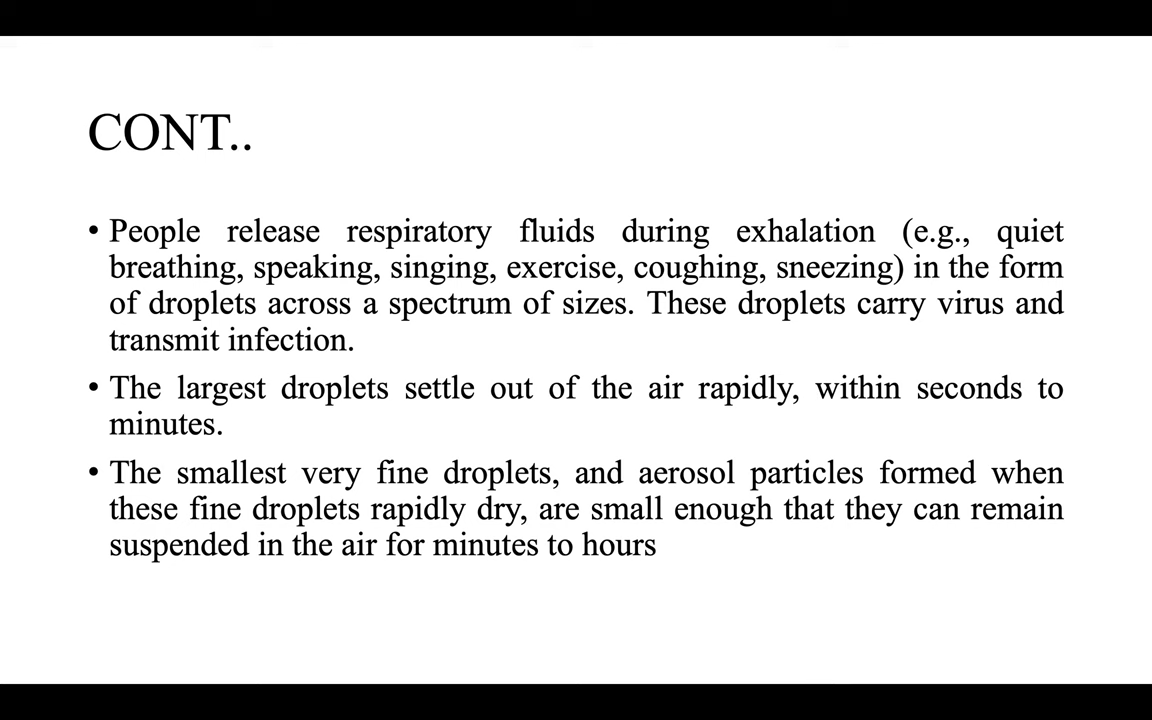 CONT..
• People release respiratory fluids during exhalation (e.g., quiet
breathing, speaking, singing, exercise, coughing, sneezing) in the form
of droplets across a spectrum of sizes. These droplets carry virus and
transmit infection.
• The largest droplets settle out of the air rapidly, within seconds to
minutes.
• The smallest very fine droplets, and aerosol particles formed when
these fine droplets rapidly dry, are small enough that they can remain
suspended in the air for minutes to hours